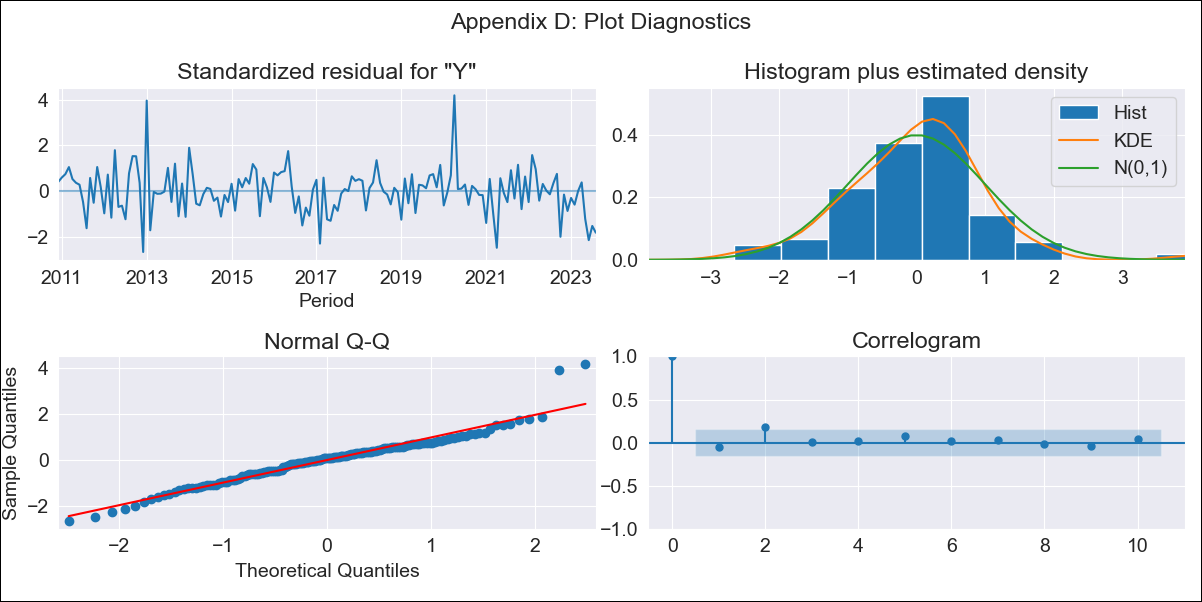 Appendix D: Plot Diagnostics
Standardized residual for "Y"
4
2
0
−2
2011 2013 2015 2017 2019 2021 2023
Period
Histogram plus estimated density
Hist
KDE
N(0,1)
0.4
0.2
0.0
−3 −2 −1 0 1 2 3
Normal Q-Q
Sample Quantiles
4
2
0
−2
−2 −1 0 1 2
Theoretical Quantiles
Correlogram
1.0
0.5
0.0
−0.5
−1.0
0 2 4 6 8 10